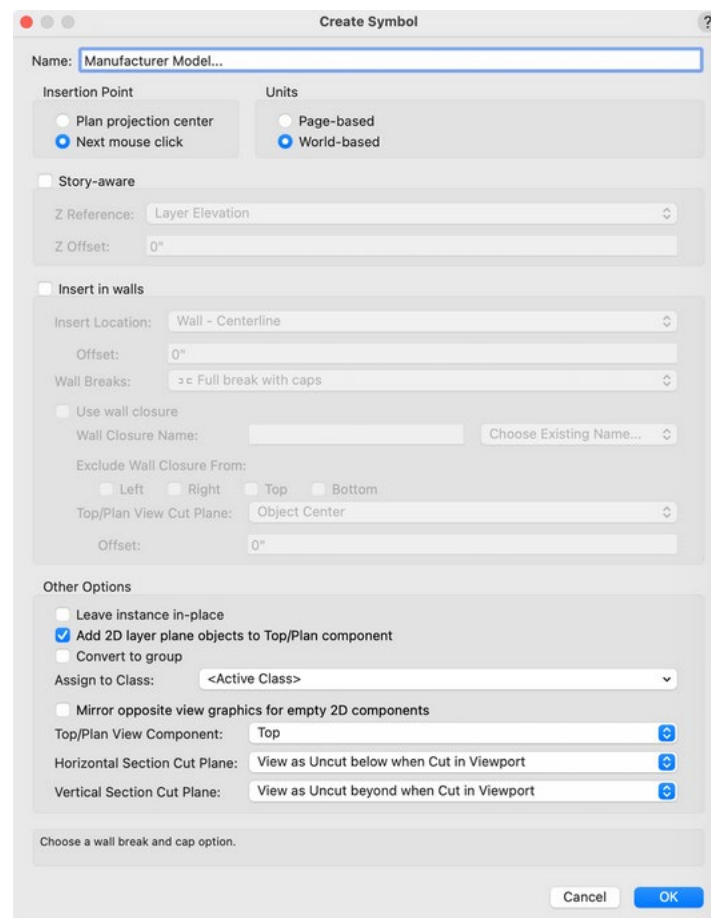 Create Symbol
?
Name: Manufacturer Model...
Insertion Point
Plan projection center
Next mouse click
Units
Page-based
World-based
Story-aware
Z Reference: Layer Elevation
Z Offset: 0"
Insert in walls
Insert Location: Wall - Centerline
Offset: 0"
Wall Breaks: Full break with caps
Use wall closure
Wall Closure Name: Choose Existing Name...
Exclude Wall Closure From:
Left Right Top Bottom
Top/Plan View Cut Plane: Object Center
Offset: 0"
Other Options
Leave instance in-place
Add 2D layer plane objects to Top/Plan component
Convert to group
Assign to Class: <Active Class>
Mirror opposite view graphics for empty 2D components
Top/Plan View Component: Top
Horizontal Section Cut Plane: View as Uncut below when Cut in Viewport
Vertical Section Cut Plane: View as Uncut beyond when Cut in Viewport
Choose a wall break and cap option.
Cancel OK